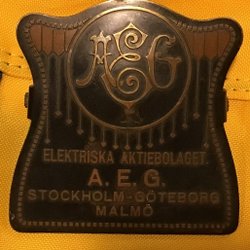 AEG
ELEKTRISKA AKTIEBOLAGET
A.E.G.
STOCKHOLM-GÖTEBORG
MALMÖ